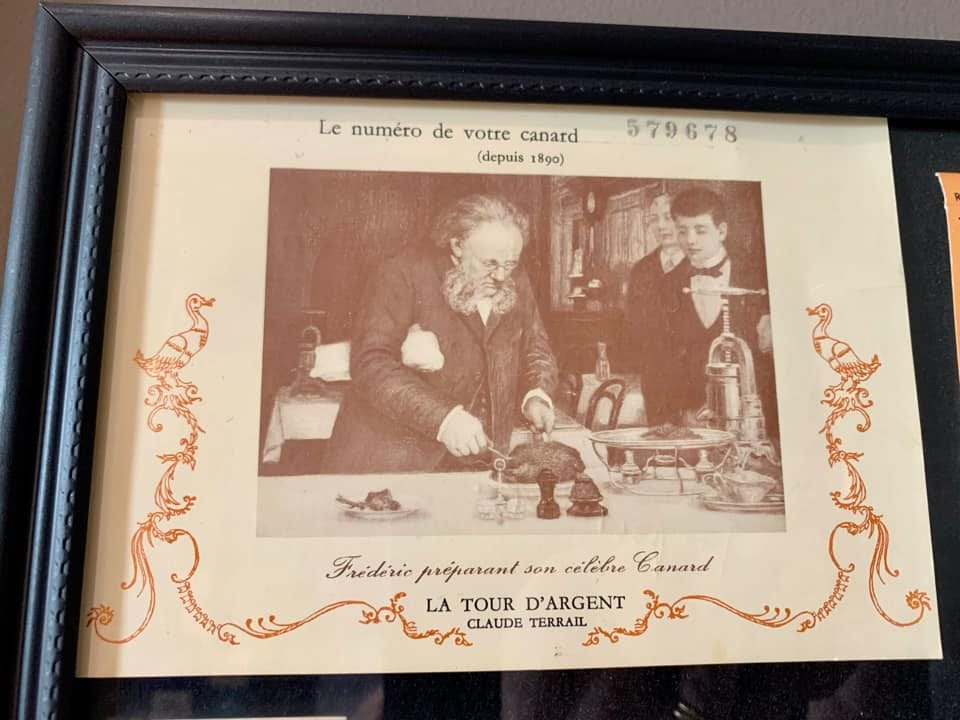 Le numéro de votre canard 579678
(depuis 1890)
Frédéric préparant son célèbre Canard
LA TOUR D'ARGENT
CLAUDE TERRAIL
R